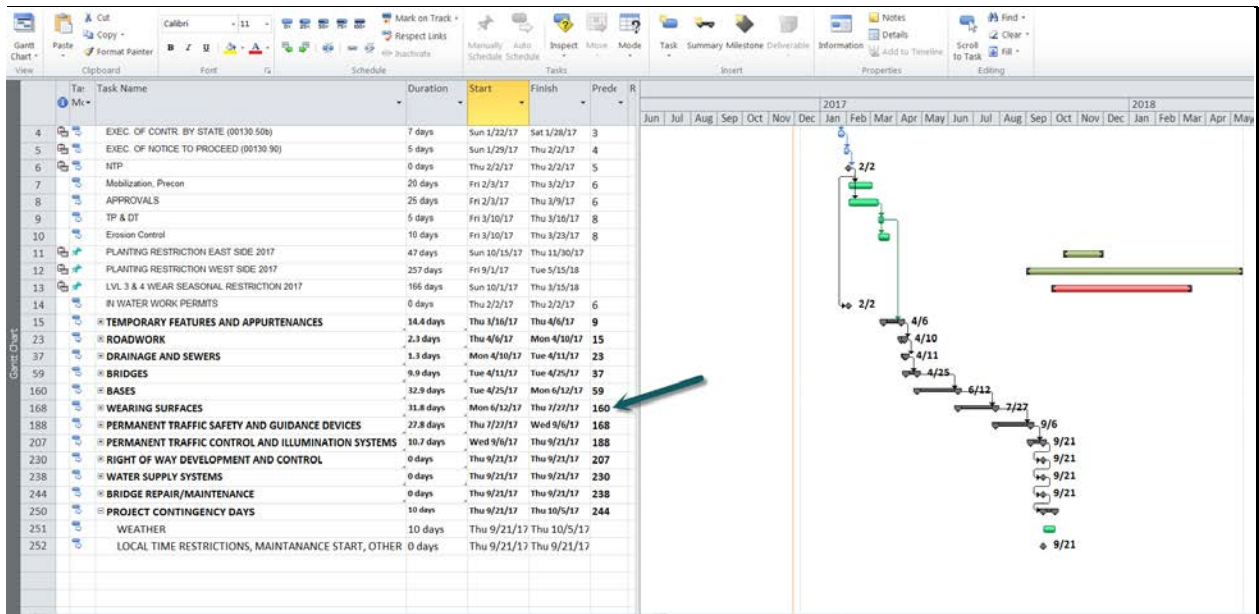 Cut
Copy
Format Painter
Paste
Gantt Chart
View
Clipboard
Calibri 11
B I U
Font
Mark on Track
Respect Links
Inactivate
Schedule
Manually Schedule
Auto Schedule
Inspect
Move
Mode
Tasks
Task
Summary
Milestone
Deliverable
Insert
Information
Notes
Details
Add to Timeline
Properties
Scroll to Task
Find
Clear
Fill
Editing
Task Name Duration Start Finish Prede R
2017 2018
Jun Jul Aug Sep Oct Nov Dec Jan Feb Mar Apr May Jun Jul Aug Sep Oct Nov Dec Jan Feb Mar Apr May
Gantt Chart
4 EXEC. OF CONTR. BY STATE (00130.50b) 7 days Sun 1/22/17 Sat 1/28/17 3
5 EXEC. OF NOTICE TO PROCEED (00130.90) 5 days Sun 1/29/17 Thu 2/2/17 4
6 NTP 0 days Thu 2/2/17 Thu 2/2/17 5 2/2
7 Mobilization, Precon 20 days Fri 2/3/17 Thu 3/2/17 6
8 APPROVALS 25 days Fri 2/3/17 Thu 3/9/17 6
9 TP & DT 5 days Fri 3/10/17 Thu 3/16/17 8
10 Erosion Control 10 days Fri 3/10/17 Thu 3/23/17 8
11 PLANTING RESTRICTION EAST SIDE 2017 47 days Sun 10/15/17 Thu 11/30/17
12 PLANTING RESTRICTION WEST SIDE 2017 257 days Fri 9/1/17 Tue 5/15/18
13 LVL 3 & 4 WEAR SEASONAL RESTRICTION 2017 166 days Sun 10/1/17 Thu 3/15/18
14 IN WATER WORK PERMITS 0 days Thu 2/2/17 Thu 2/2/17 6 2/2
15 TEMPORARY FEATURES AND APPURTENANCES 14.4 days Thu 3/16/17 Thu 4/6/17 9 4/6
23 ROADWORK 2.3 days Thu 4/6/17 Mon 4/10/17 15 4/10
37 DRAINAGE AND SEWERS 1.3 days Mon 4/10/17 Tue 4/11/17 23 4/11
59 BRIDGES 9.9 days Tue 4/11/17 Tue 4/25/17 37 4/25
160 BASES 32.9 days Tue 4/25/17 Mon 6/12/17 59 6/12
168 WEARING SURFACES 31.8 days Mon 6/12/17 Thu 7/27/17 160 7/27
188 PERMANENT TRAFFIC SAFETY AND GUIDANCE DEVICES 27.8 days Thu 7/27/17 Wed 9/6/17 168 9/6
207 PERMANENT TRAFFIC CONTROL AND ILLUMINATION SYSTEMS 10.7 days Wed 9/6/17 Thu 9/21/17 188 9/21
230 RIGHT OF WAY DEVELOPMENT AND CONTROL 0 days Thu 9/21/17 Thu 9/21/17 207 9/21
238 WATER SUPPLY SYSTEMS 0 days Thu 9/21/17 Thu 9/21/17 230 9/21
244 BRIDGE REPAIR/MAINTENANCE 0 days Thu 9/21/17 Thu 9/21/17 238 9/21
250 PROJECT CONTINGENCY DAYS 10 days Thu 9/21/17 Thu 10/5/17 244
251 WEATHER 10 days Thu 9/21/17 Thu 10/5/17
252 LOCAL TIME RESTRICTIONS, MAINTANANCE START, OTHER 0 days Thu 9/21/17 Thu 9/21/17 9/21